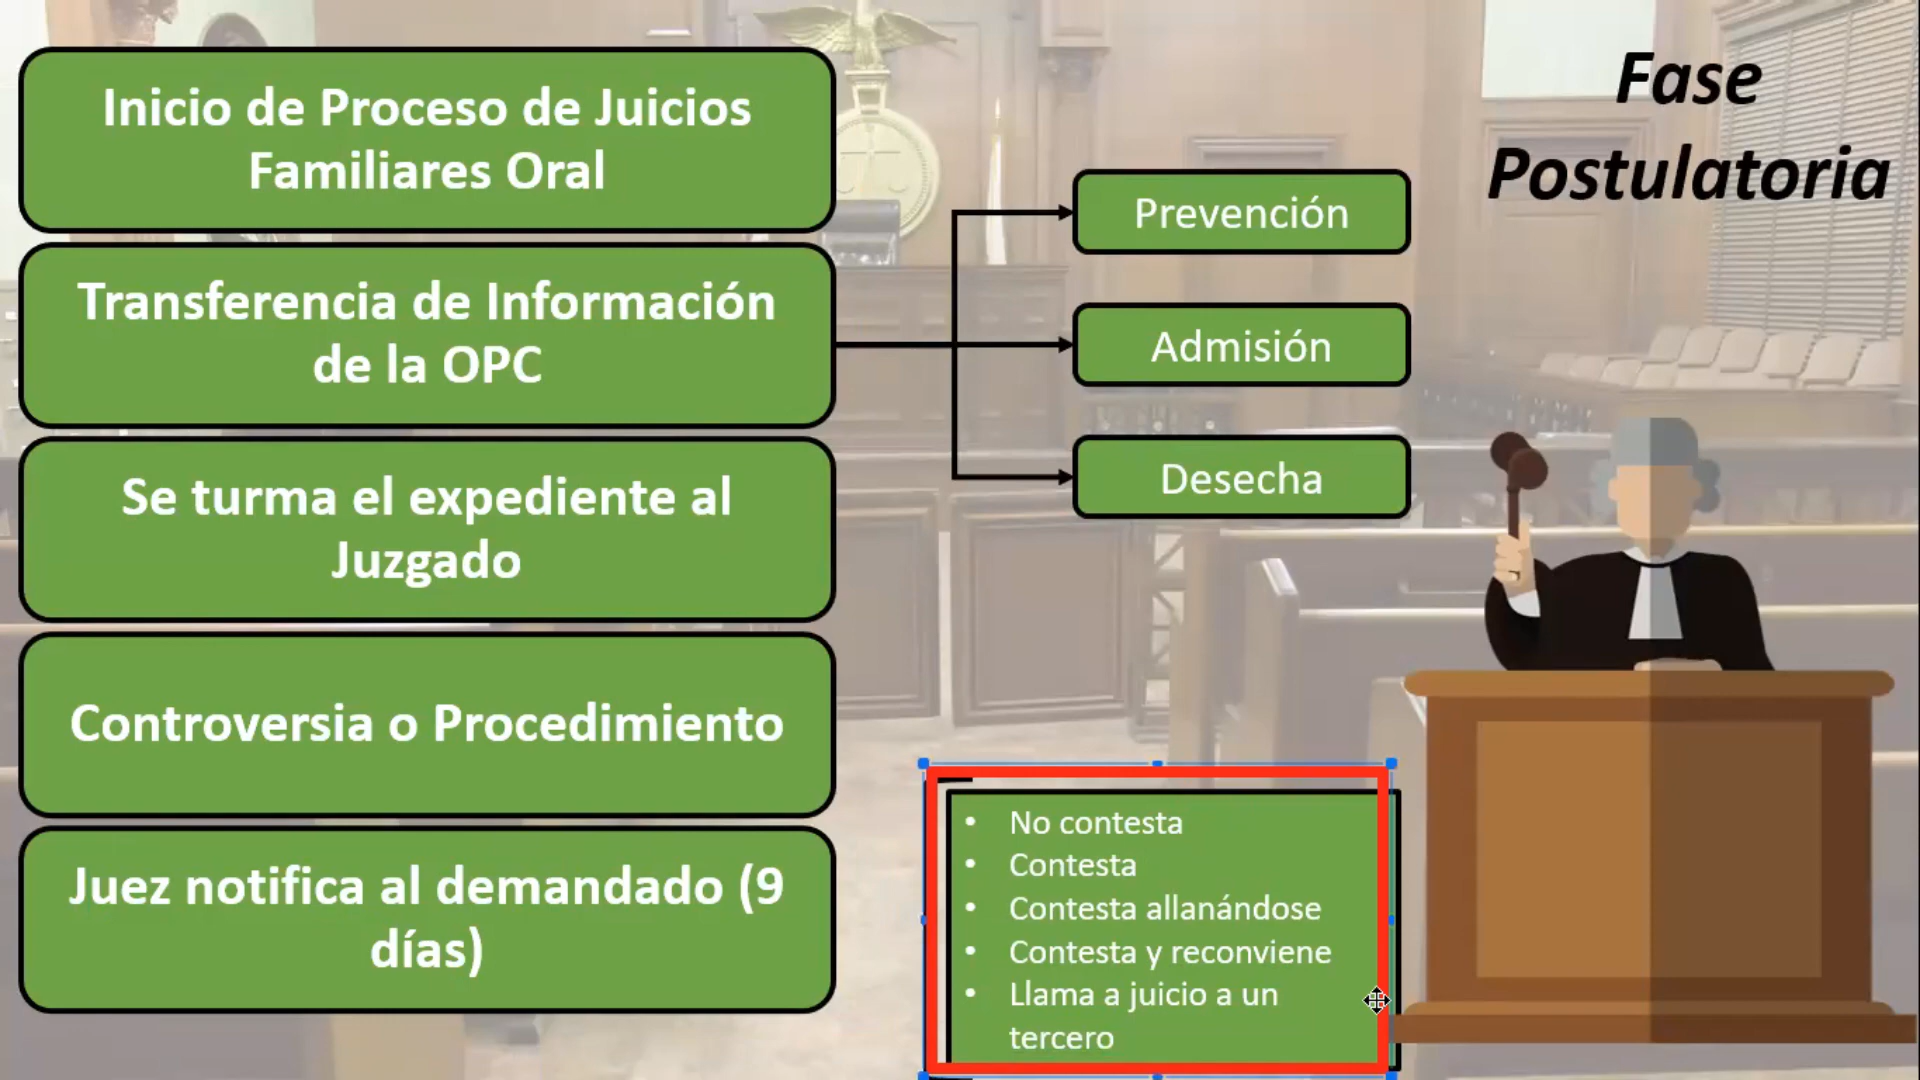 Inicio de Proceso de Juicios
Familiares Oral
Transferencia de Información
de la OPC
Se turma el expediente al
Juzgado
Controversia o Procedimiento
Juez notifica al demandado (9
días)
Prevención
Admisión
Desecha
Fase
Postulatoria
• No contesta
• Contesta
• Contesta allanándose
• Contesta y reconviene
• Llama a juicio a un
tercero